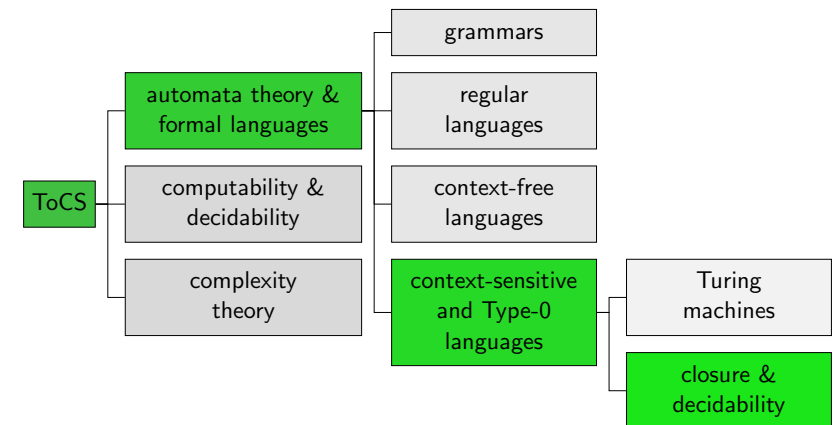 grammars
automata theory &
formal languages
regular
languages
ToCS
computability &
decidability
context-free
languages
complexity
theory
context-sensitive
and Type-0
languages
Turing
machines
closure &
decidability